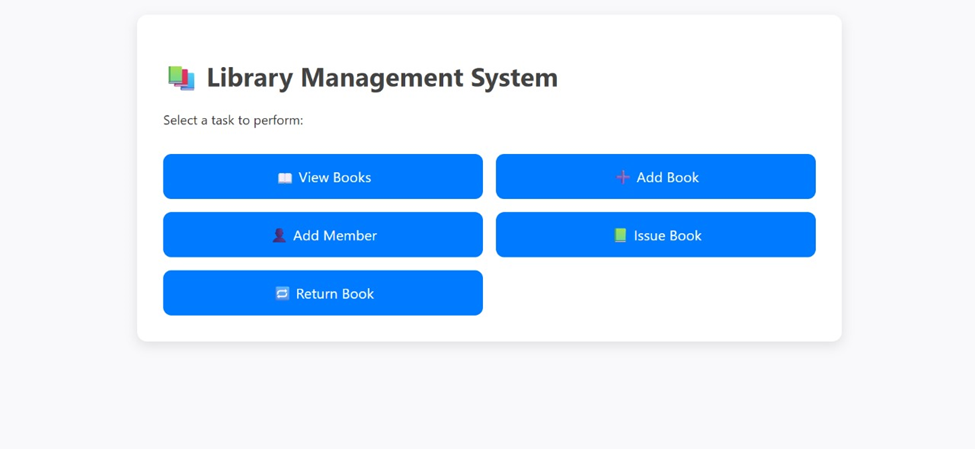 Library Management System
Select a task to perform:
View Books
Add Book
Add Member
Issue Book
Return Book